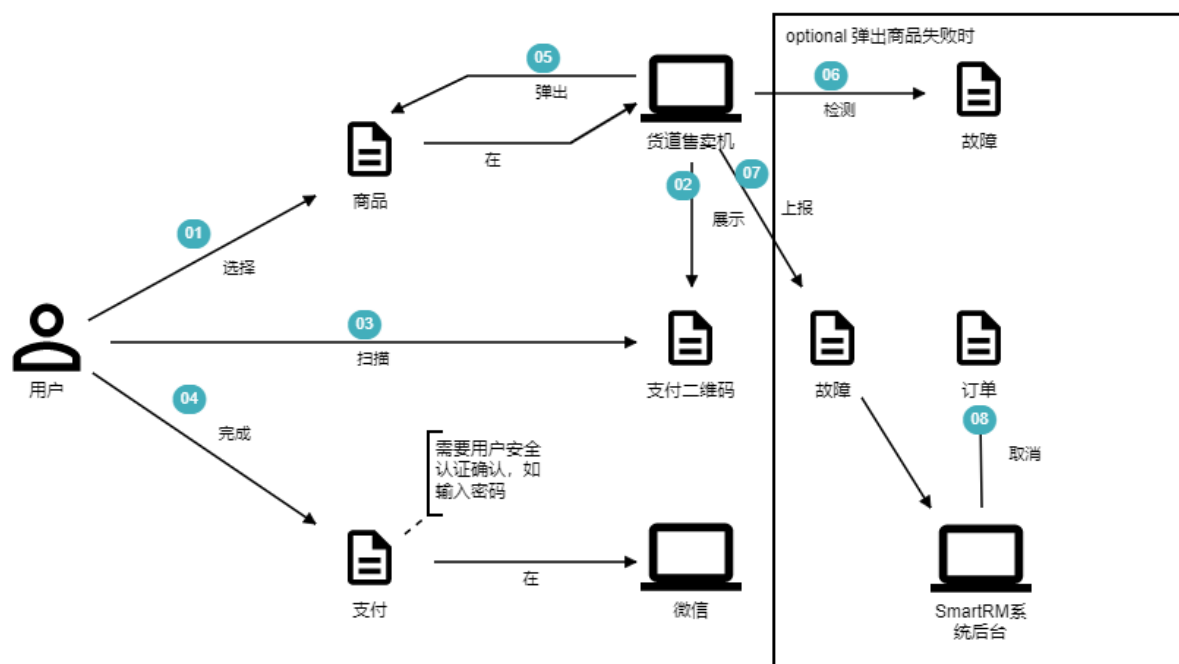 optional 弹出商品失败时
05
弹出
06
检测
货道售卖机
故障
在
商品
02
07
展示
上报
01
选择
03
扫描
用户
支付二维码
故障
订单
04
完成
08
取消
需要用户安全
认证确认，如
输入密码
在
支付
微信
SmartRM系
统后台